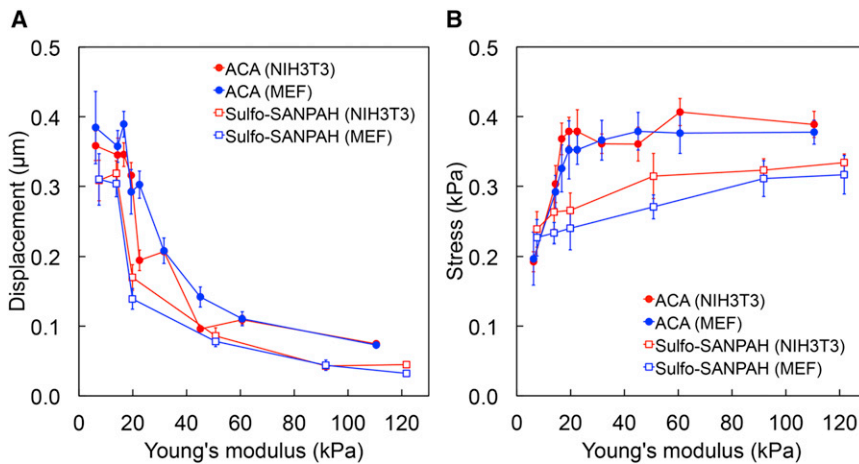 A
0.5
0.4
0.3
0.2
0.1
0.0
Displacement (μm)
ACA (NIH3T3)
ACA (MEF)
Sulfo-SANPAH (NIH3T3)
Sulfo-SANPAH (MEF)
0 20 40 60 80 100 120
Young's modulus (kPa)
B
0.5
0.4
0.3
0.2
0.1
0.0
Stress (kPa)
ACA (NIH3T3)
ACA (MEF)
Sulfo-SANPAH (NIH3T3)
Sulfo-SANPAH (MEF)
0 20 40 60 80 100 120
Young's modulus (kPa)